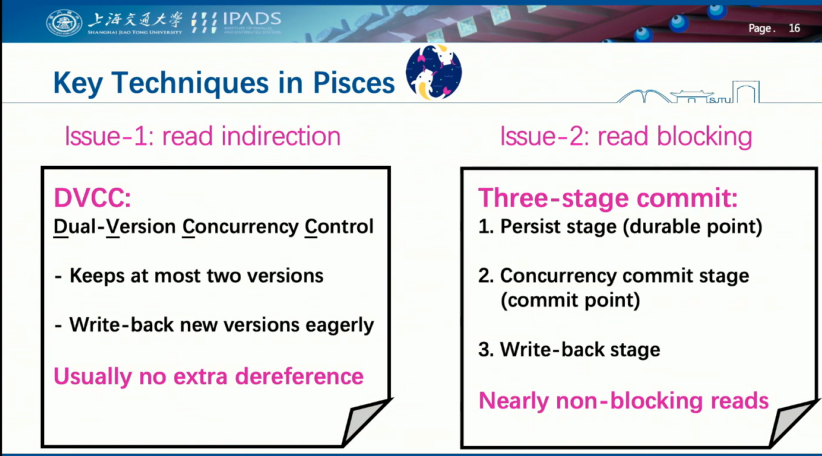 上海交通大学
SHANGHAI JIAO TONG UNIVERSITY
IPADS
Page. 16
Key Techniques in Pisces
SJTU
Issue-1: read indirection
DVCC:
Dual-Version Concurrency Control
- Keeps at most two versions
- Write-back new versions eagerly
Usually no extra dereference
Issue-2: read blocking
Three-stage commit:
1. Persist stage (durable point)
2. Concurrency commit stage
(commit point)
3. Write-back stage
Nearly non-blocking reads